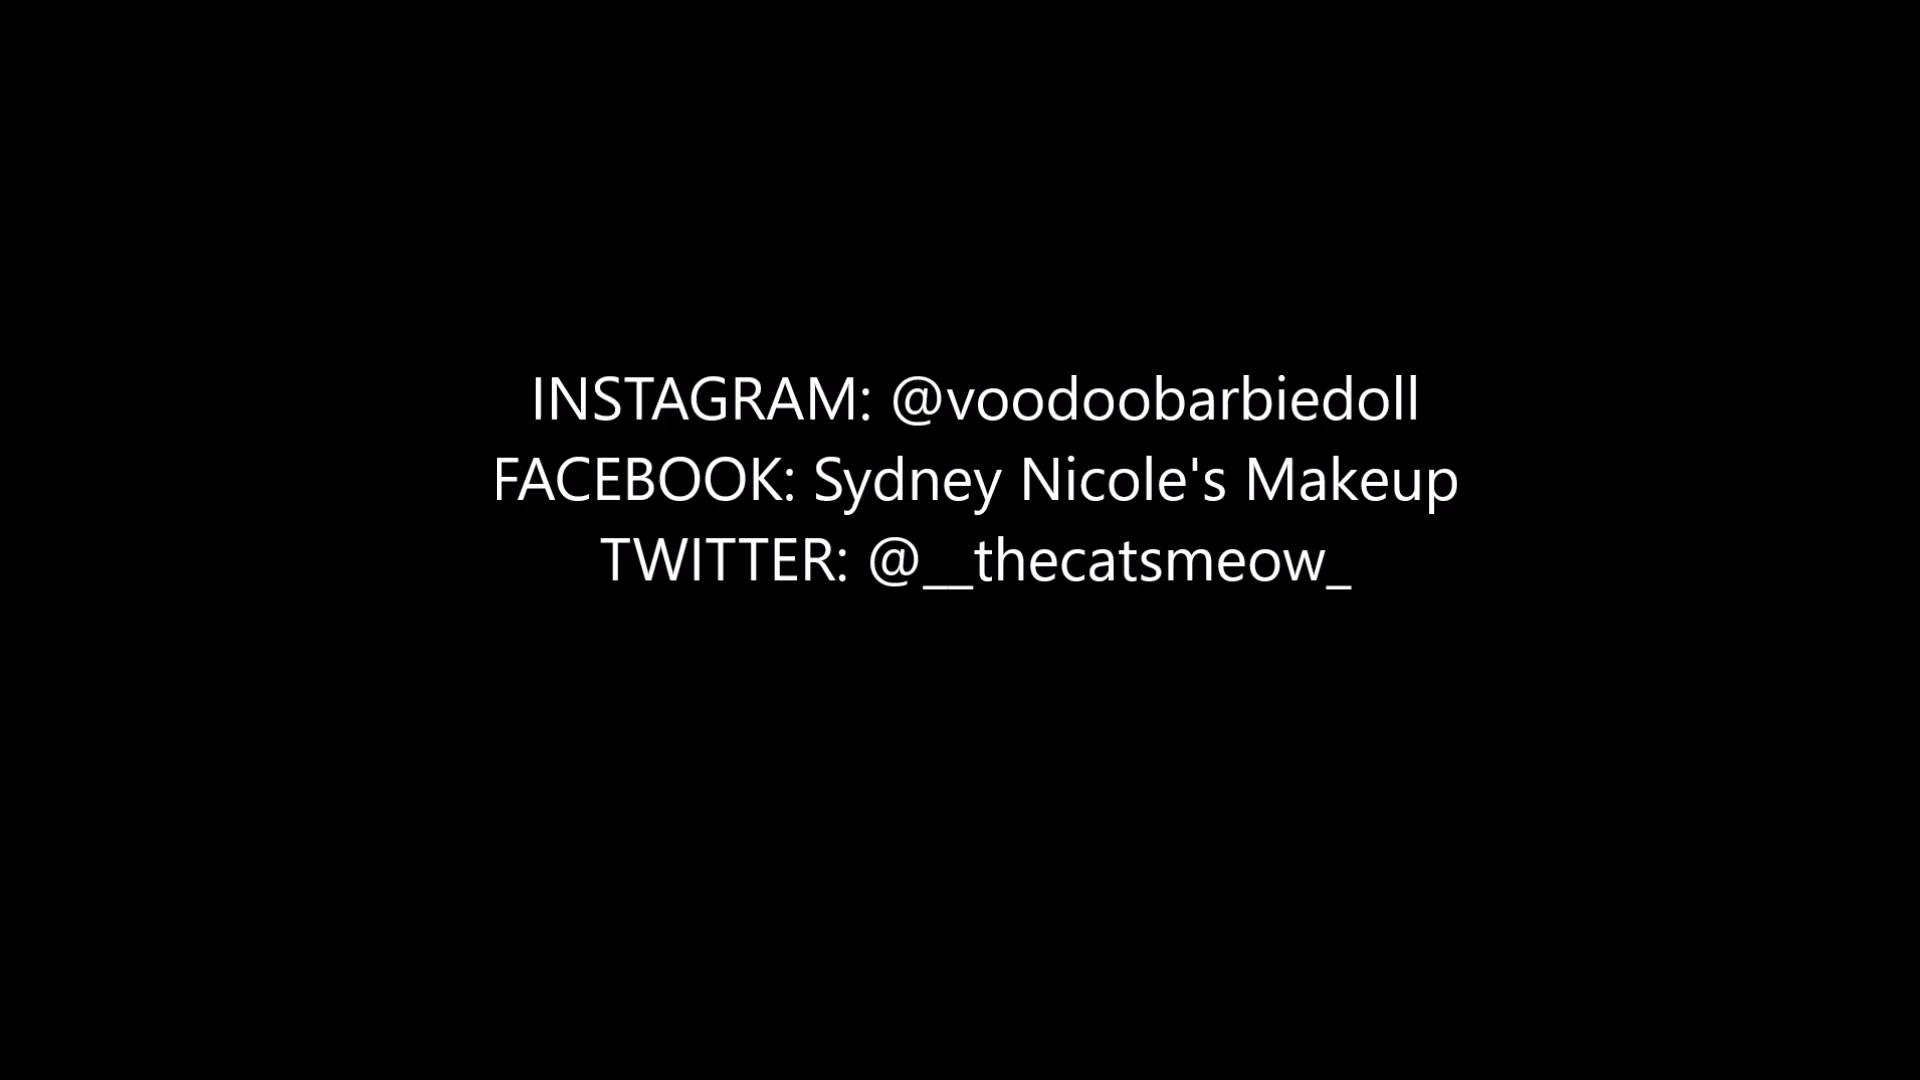 INSTAGRAM: @voodoobarbiedoll
FACEBOOK: Sydney Nicole's Makeup
TWITTER: @__thecatsmeow_